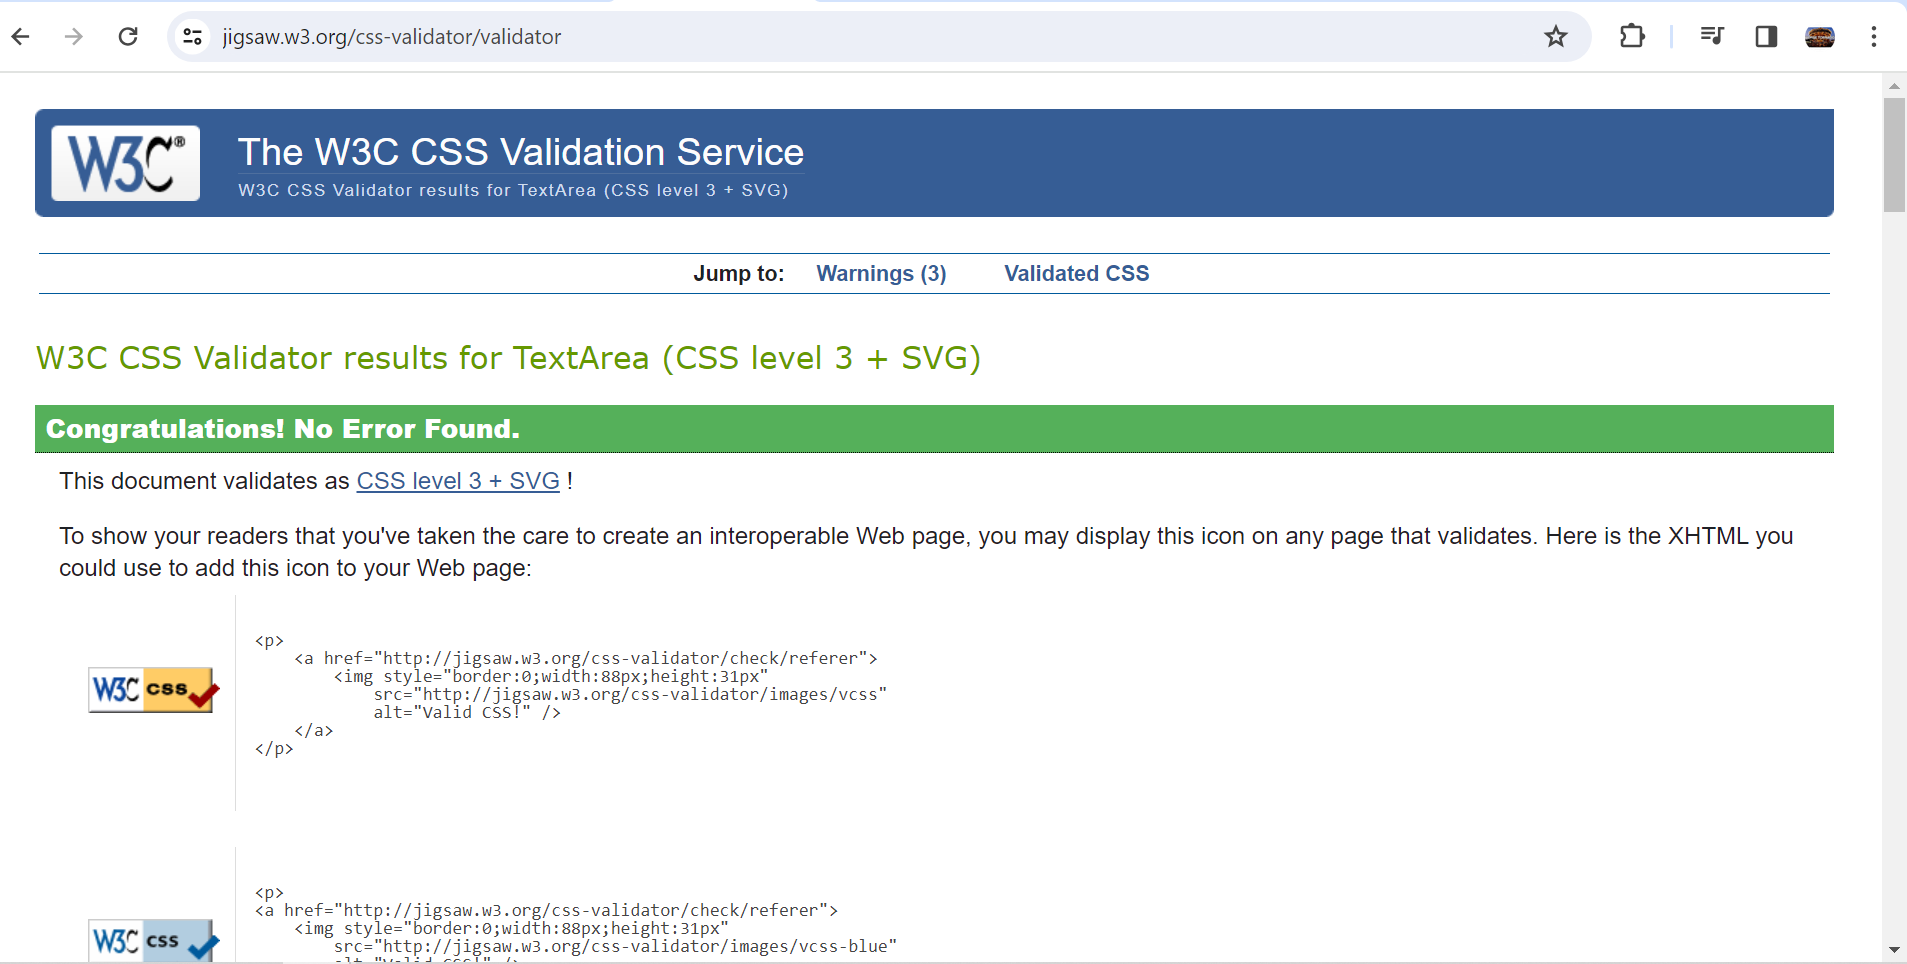 jigsaw.w3.org/css-validator/validator
W3C®
The W3C CSS Validation Service
W3C CSS Validator results for TextArea (CSS level 3 + SVG)
Jump to: Warnings (3) Validated CSS
W3C CSS Validator results for TextArea (CSS level 3 + SVG)
Congratulations! No Error Found.
This document validates as CSS level 3 + SVG !
To show your readers that you've taken the care to create an interoperable Web page, you may display this icon on any page that validates. Here is the XHTML you
could use to add this icon to your Web page:
W3C css
<p>
<a href="http://jigsaw.w3.org/css-validator/check/referer">
<img style="border:0;width:88px;height:31px"
src="http://jigsaw.w3.org/css-validator/images/vcss"
alt="Valid CSS!" />
</a>
</p>
W3C css
<p>
<a href="http://jigsaw.w3.org/css-validator/check/referer">
<img style="border:0;width:88px;height:31px"
src="http://jigsaw.w3.org/css-validator/images/vcss-blue"